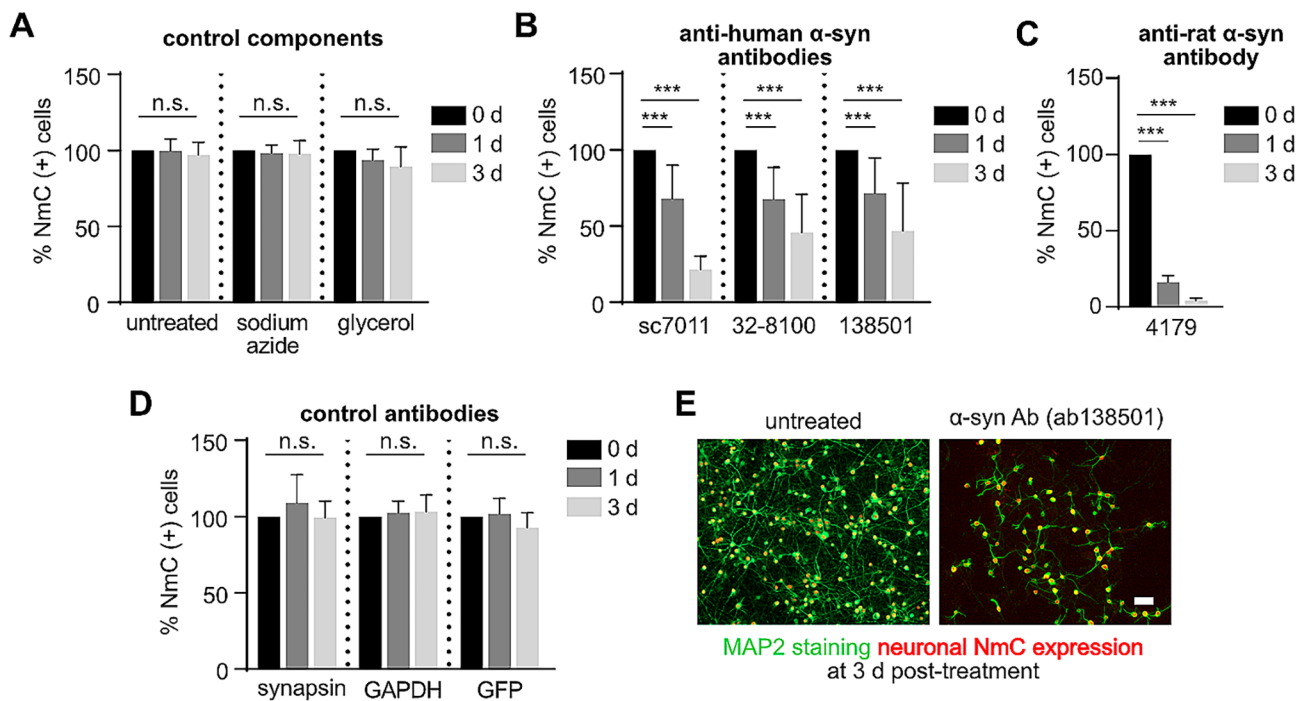 A
control components
% NmC (+) cells
150
100
50
0
n.s.
n.s.
n.s.
untreated
sodium
azide
glycerol
0 d
1 d
3 d
B
anti-human α-syn
antibodies
% NmC (+) cells
150
100
50
0
***
***
***
***
***
***
sc7011
32-8100
138501
0 d
1 d
3 d
C
anti-rat α-syn
antibody
% NmC (+) cells
150
100
50
0
***
***
4179
0 d
1 d
3 d
D
control antibodies
% NmC (+) cells
150
100
50
0
n.s.
n.s.
n.s.
synapsin
GAPDH
GFP
0 d
1 d
3 d
E
untreated
α-syn Ab (ab138501)
MAP2 staining neuronal NmC expression
at 3 d post-treatment